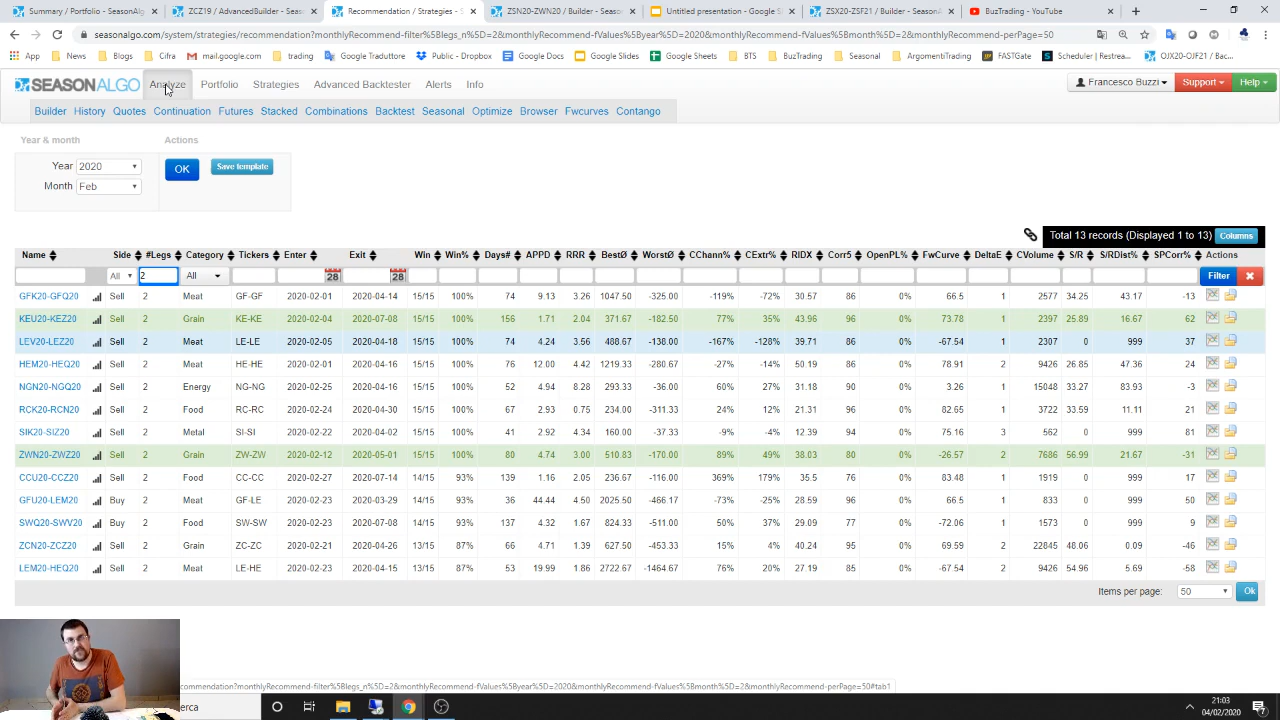 Summary / Portfolio - SeasonAlgo
ZCZ19 / AdvancedBuilder - Season
Recommendation / Strategies - S
ZSN20-ZWN20 / Builder - Season
Untitled presentation - Google S
ZSX20-ZSF21 / Builder - SeasonA
BuzTrading - YouTube
seasonalgo.com/system/strategies/recommendation?monthlyRecommend-filter%5Blegs_n%5D=2&monthlyRecommend-fValues%5Byear%5D=2020&monthlyRecommend-fValues%5Bmonth%5D=2&monthlyRecommend-perPage=50
App News Blogs Cifra mail.google.com trading Google Traduttore Public - Dropbox Google Docs Google Slides Google Sheets BTS BuzTrading Seasonal ArgomentiTrading FASTGate Scheduler | Restrea... OJX20-OJF21 / Bac...
SEASONALGO Analyze Portfolio Strategies Advanced Backtester Alerts Info Francesco Buzzi Support Help
Builder History Quotes Continuation Futures Stacked Combinations Backtest Seasonal Optimize Browser Fwcurves Contango
Year & month Actions
Year 2020 OK Save template
Month Feb
Total 13 records (Displayed 1 to 13) Columns
Name Side #Legs Category Tickers Enter Exit Win Win% Days# APPD RRR BestØ WorstØ CChann% CExtr% RIDX Corr5 OpenPL% FwCurve DeltaE CVolume S/R S/RDist% SPCorr% Actions
All 2 All 28 28 Filter
GFK20-GFQ20 Sell 2 Meat GF-GF 2020-02-01 2020-04-14 15/15 100% 74 9.13 3.26 1047.50 -325.00 -119% -72% 30.57 86 0% 66.5 1 2577 34.25 43.17 -13
KEU20-KEZ20 Sell 2 Grain KE-KE 2020-02-04 2020-07-08 15/15 100% 156 1.71 2.04 371.67 -182.50 77% 35% 43.96 96 0% 73.78 1 2397 25.89 16.67 62
LEV20-LEZ20 Sell 2 Meat LE-LE 2020-02-05 2020-04-18 15/15 100% 74 4.24 3.56 488.67 -138.00 -167% -128% 39.71 86 0% -67.54 1 2307 0 999 37
HEM20-HEQ20 Sell 2 Meat HE-HE 2020-02-01 2020-04-16 15/15 100% 76 12.00 4.42 1219.33 -280.67 -27% -14% 50.19 86 0% 78.91 2 9426 26.85 47.36 24
NGN20-NGQ20 Sell 2 Energy NG-NG 2020-02-25 2020-04-16 15/15 100% 52 4.94 8.28 293.33 -36.00 60% 27% 31.18 90 0% 3.26 1 15048 33.27 83.93 -3
RCK20-RCN20 Sell 2 Food RC-RC 2020-02-24 2020-04-30 15/15 100% 67 2.93 0.75 234.00 -311.33 24% 12% 21.31 96 0% 82.65 1 3722 33.59 11.11 21
SIK20-SIZ20 Sell 2 Metal SI-SI 2020-02-22 2020-04-02 15/15 100% 41 2.92 4.34 160.00 -37.33 -9% -4% 12.39 94 0% 75.16 3 562 0 999 81
ZWN20-ZWZ20 Sell 2 Grain ZW-ZW 2020-02-12 2020-05-01 15/15 100% 80 4.74 3.00 510.83 -170.00 89% 49% 38.03 80 0% -26.57 2 7686 56.99 21.67 -31
CCU20-CCZ20 Sell 2 Food CC-CC 2020-02-27 2020-07-14 14/15 93% 139 1.16 2.05 236.67 -116.00 369% 179% 35.5 76 0% 83.48 1 1919 0 999 17
GFU20-LEM20 Buy 2 Meat GF-LE 2020-02-23 2020-03-29 14/15 93% 36 44.44 4.50 2025.50 -466.17 -73% -25% 28.59 96 0% 66.5 1 833 0 999 50
SWQ20-SWV20 Buy 2 Food SW-SW 2020-02-23 2020-07-08 14/15 93% 137 4.32 1.67 824.33 -511.00 50% 37% 20.09 77 0% -72.06 1 1573 0 999 9
ZCN20-ZCZ20 Sell 2 Grain ZC-ZC 2020-02-21 2020-04-26 13/15 87% 66 4.71 1.39 627.50 -453.33 15% 4% 40.24 95 0% 69.59 2 22845 48.06 0.09 -46
LEM20-HEQ20 Sell 2 Meat LE-HE 2020-02-23 2020-04-15 13/15 87% 53 19.99 1.86 2722.67 -1464.67 76% 20% 27.19 85 0% -67.54 2 9426 54.96 5.69 -58
Items per page: 50 Ok
commendation?monthlyRecommend-filter%5Blegs_n%5D=2&monthlyRecommend-fValues%5Byear%5D=2020&monthlyRecommend-fValues%5Bmonth%5D=2&monthlyRecommend-perPage=50#tab1
erca
21:03
04/02/2020